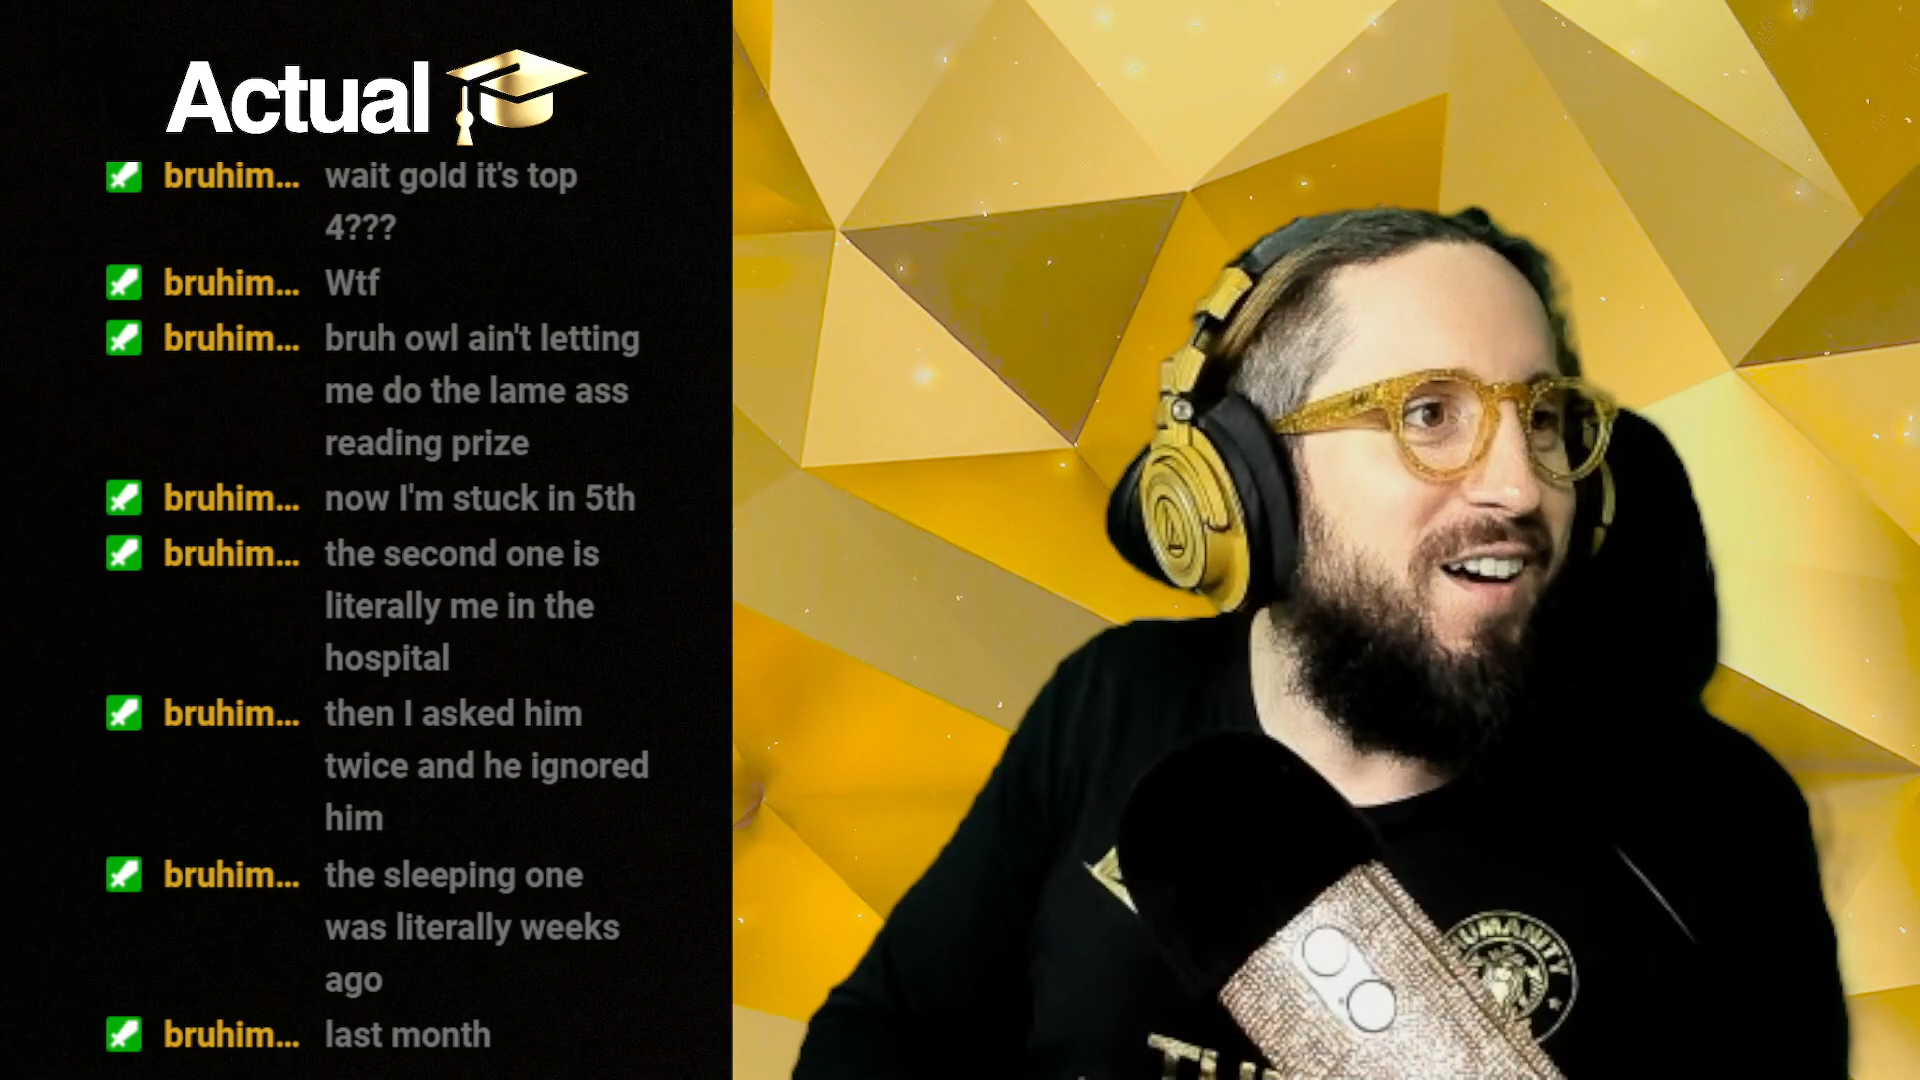 Actual
bruhim... wait gold it's top
4???
bruhim... Wtf
bruhim... bruh owl ain't letting
me do the lame ass
reading prize
bruhim... now I'm stuck in 5th
bruhim... the second one is
literally me in the
hospital
bruhim... then I asked him
twice and he ignored
him
bruhim... the sleeping one
was literally weeks
ago
bruhim... last month
HUMANITY